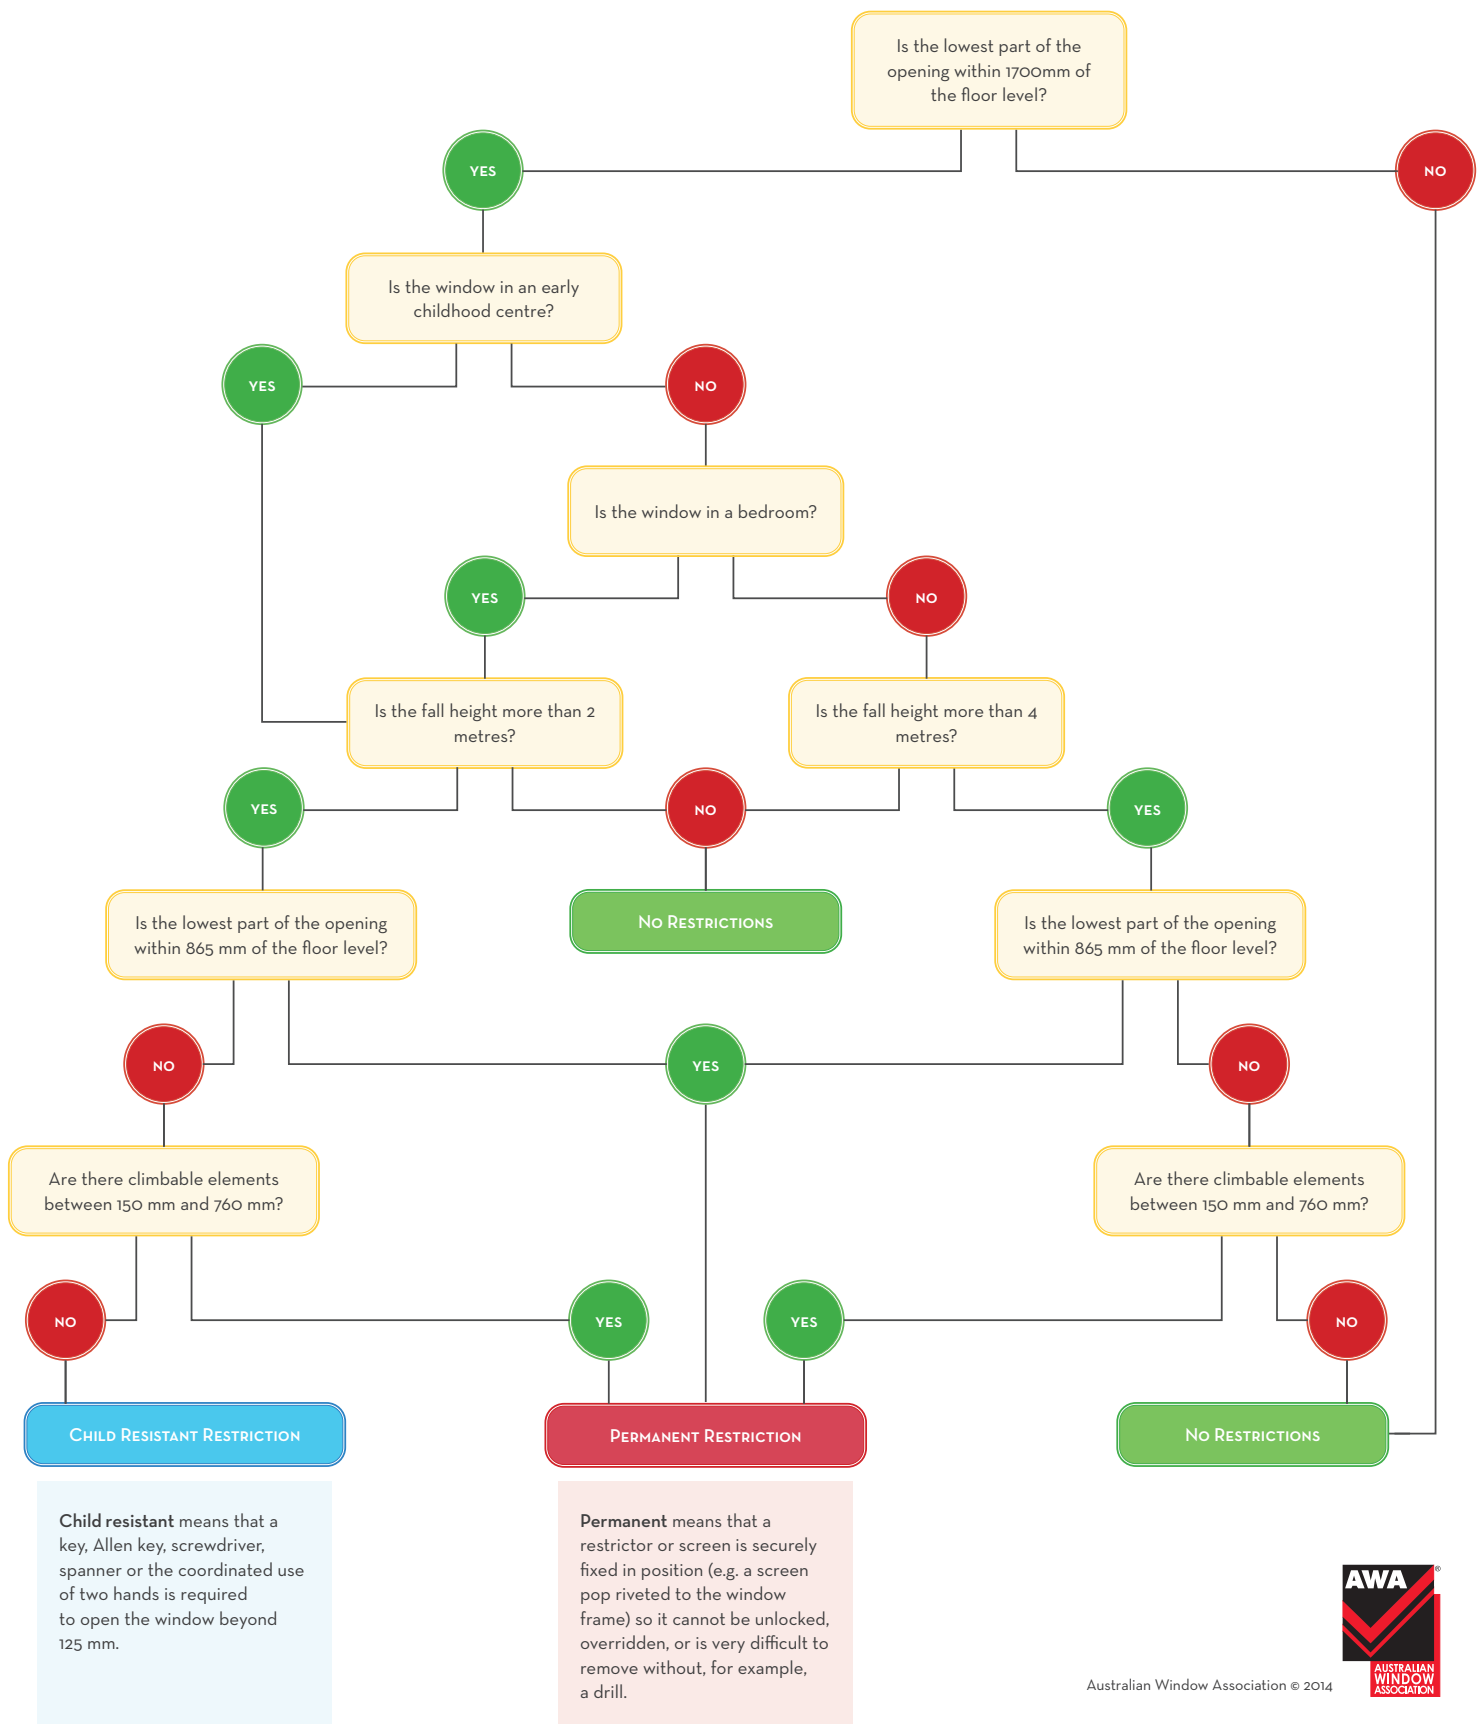 Is the lowest part of the
opening within 1700mm of
the floor level?
YES
NO
Is the window in an early
childhood centre?
YES
NO
Is the window in a bedroom?
YES
NO
Is the fall height more than 2
metres?
Is the fall height more than 4
metres?
YES
NO
YES
Is the lowest part of the opening
within 865 mm of the floor level?
No Restrictions
Is the lowest part of the opening
within 865 mm of the floor level?
NO
YES
NO
Are there climbable elements
between 150 mm and 760 mm?
Are there climbable elements
between 150 mm and 760 mm?
NO
YES
YES
NO
Child Resistant Restriction
Permanent Restriction
No Restrictions
Child resistant means that a
key, Allen key, screwdriver,
spanner or the coordinated use
of two hands is required
to open the window beyond
125 mm.
Permanent means that a
restrictor or screen is securely
fixed in position (e.g. a screen
pop riveted to the window
frame) so it cannot be unlocked,
overridden, or is very difficult to
remove without, for example,
a drill.
Australian Window Association © 2014
AWA ®
AUSTRALIAN
WINDOW
ASSOCIATION